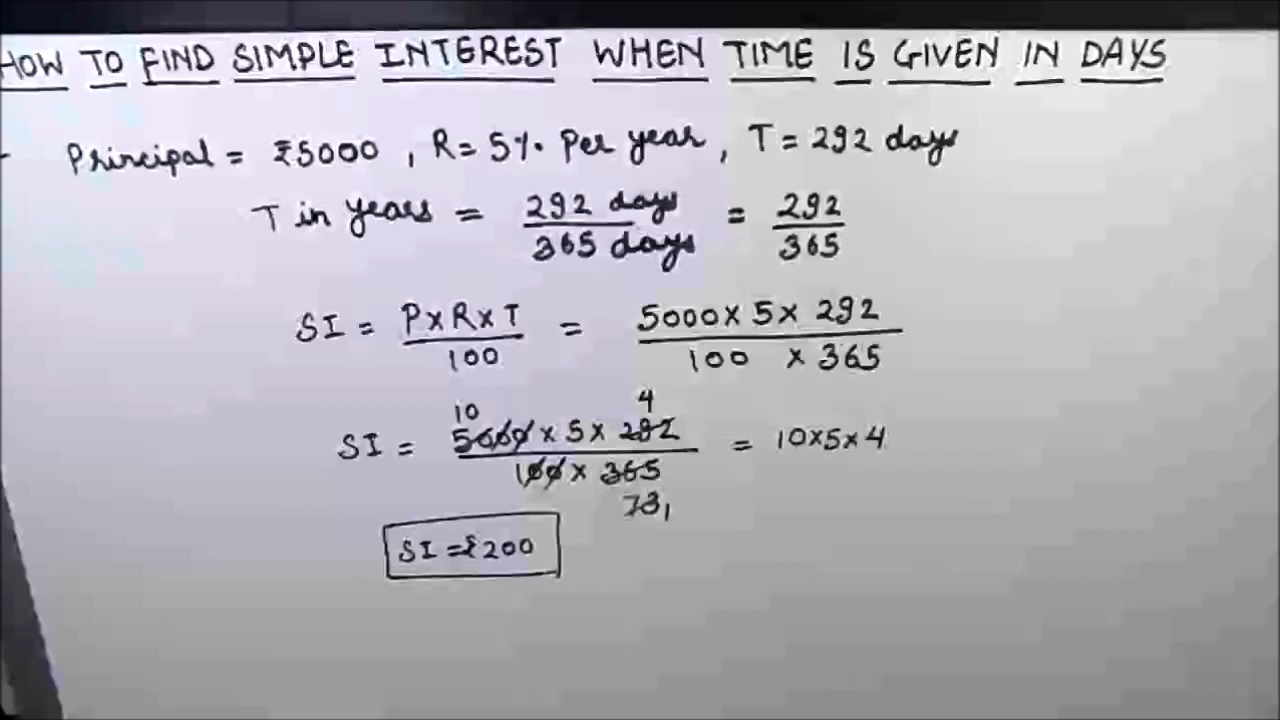 HOW TO FIND SIMPLE INTEREST WHEN TIME IS GIVEN IN DAYS
Principal = ₹5000 , R = 5% Per year , T = 292 days
T in years = 292 days / 365 days = 292 / 365
SI = P×R×T / 100 = 5000 × 5 × 292 / 100 × 365
10 4
SI = 5000 × 5 × 292 / 100 × 365 = 10×5×4
73 1
SI = ₹200